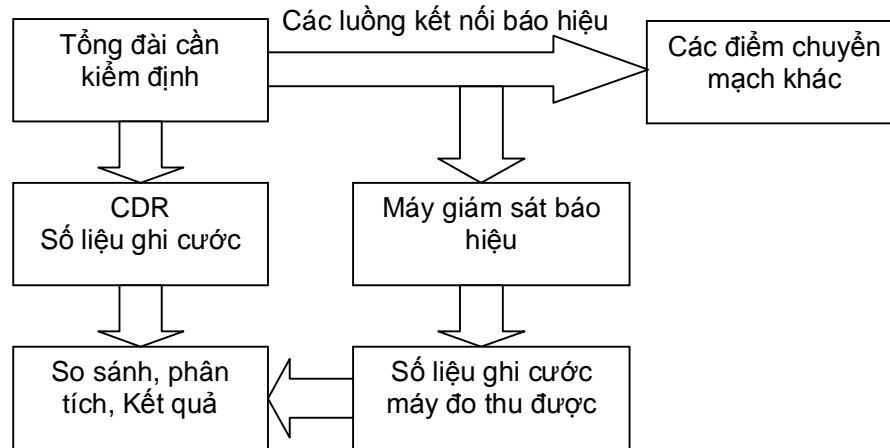 Các luồng kết nối báo hiệu
Tổng đài cần
kiểm định
Các điểm chuyển
mạch khác
CDR
Số liệu ghi cước
Máy giám sát báo
hiệu
So sánh, phân
tích, Kết quả
Số liệu ghi cước
máy đo thu được